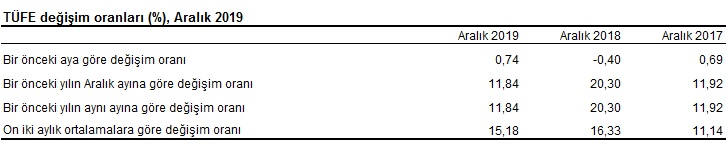 TÜFE değişim oranları (%), Aralık 2019
Aralık 2019 Aralık 2018 Aralık 2017
Bir önceki aya göre değişim oranı 0,74 -0,40 0,69
Bir önceki yılın Aralık ayına göre değişim oranı 11,84 20,30 11,92
Bir önceki yılın aynı ayına göre değişim oranı 11,84 20,30 11,92
On iki aylık ortalamalara göre değişim oranı 15,18 16,33 11,14